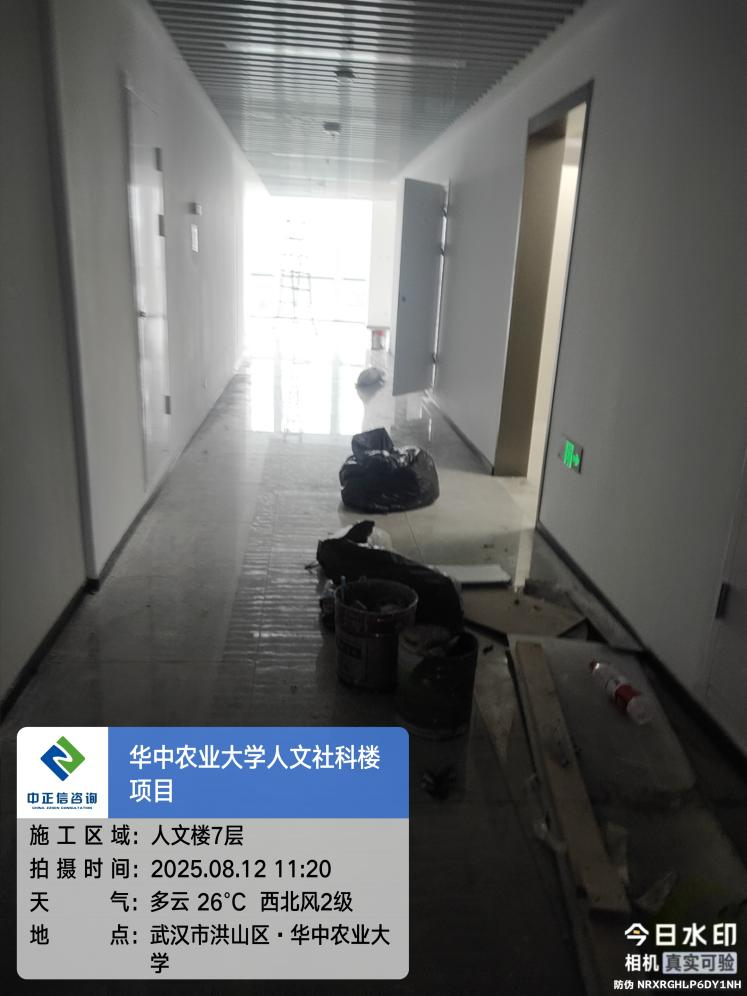 中正信咨询
CHINA ZZXIN CONSULTATION
华中农业大学人文社科楼
项目
施工区域：人文楼7层
拍摄时间：2025.08.12 11:20
天气：多云 26°C 西北风2级
地点：武汉市洪山区·华中农业大
学
今日水印
相机 真实可验
防伪 NRXRGHLP6DY1NH